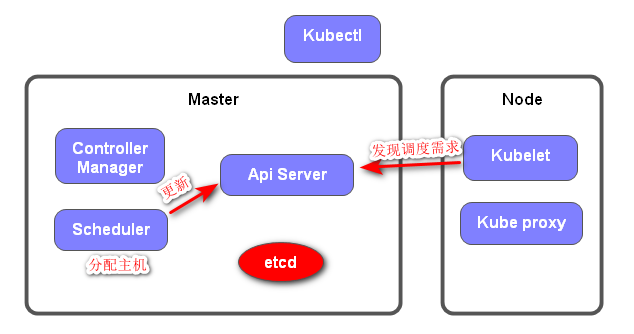 Kubectl
Master
Node
Controller
Manager
Api Server
发现调度需求
Kubelet
更新
Scheduler
Kube proxy
分配主机
etcd